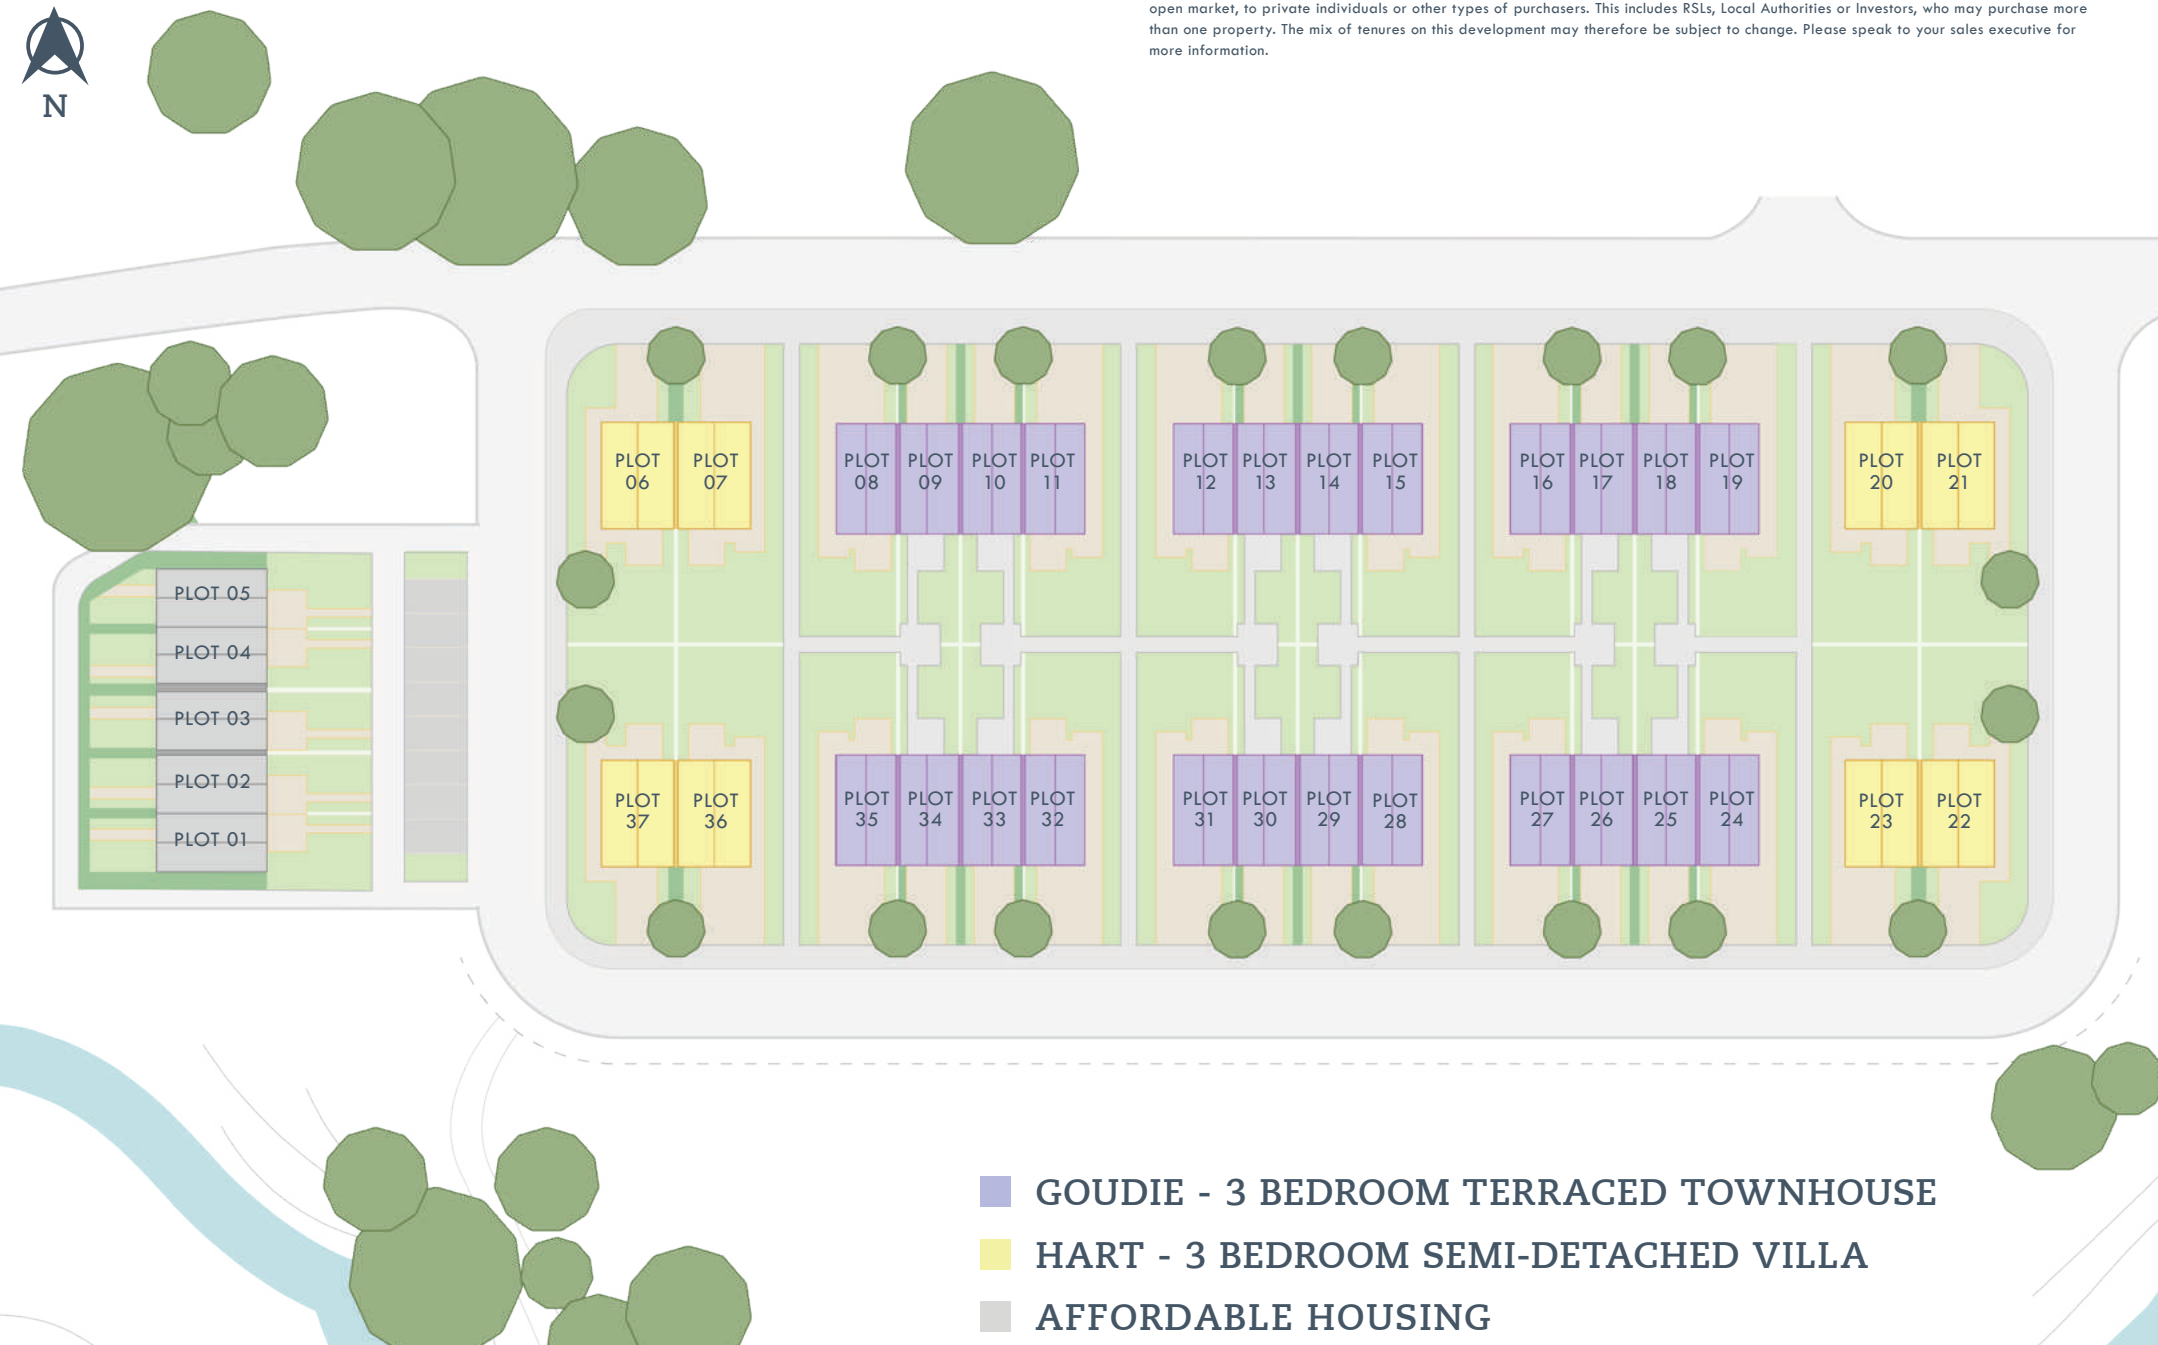 open market, to private individuals or other types of purchasers. This includes RSLs, Local Authorities or Investors, who may purchase more
than one property. The mix of tenures on this development may therefore be subject to change. Please speak to your sales executive for
more information.
N
PLOT 06
PLOT 07
PLOT 08
PLOT 09
PLOT 10
PLOT 11
PLOT 12
PLOT 13
PLOT 14
PLOT 15
PLOT 16
PLOT 17
PLOT 18
PLOT 19
PLOT 20
PLOT 21
PLOT 05
PLOT 04
PLOT 03
PLOT 02
PLOT 01
PLOT 37
PLOT 36
PLOT 35
PLOT 34
PLOT 33
PLOT 32
PLOT 31
PLOT 30
PLOT 29
PLOT 28
PLOT 27
PLOT 26
PLOT 25
PLOT 24
PLOT 23
PLOT 22
GOUDIE - 3 BEDROOM TERRACED TOWNHOUSE
HART - 3 BEDROOM SEMI-DETACHED VILLA
AFFORDABLE HOUSING